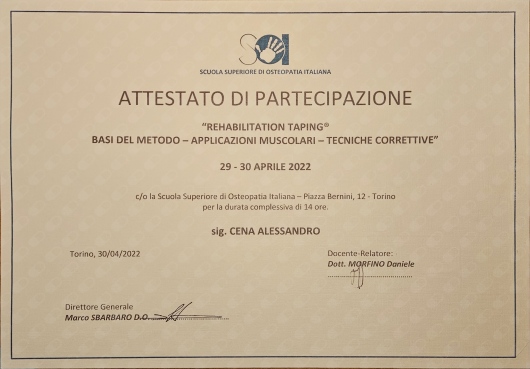 SOI
SCUOLA SUPERIORE DI OSTEOPATIA ITALIANA
ATTESTATO DI PARTECIPAZIONE
“REHABILITATION TAPING®
BASI DEL METODO – APPLICAZIONI MUSCOLARI – TECNICHE CORRETTIVE”
29 - 30 APRILE 2022
c/o la Scuola Superiore di Osteopatia Italiana – Piazza Bernini, 12 - Torino
per la durata complessiva di 14 ore.
sig. CENA ALESSANDRO
Torino, 30/04/2022
Docente-Relatore:
Dott. MORFINO Daniele
Direttore Generale
Marco SBARBARO D.O.